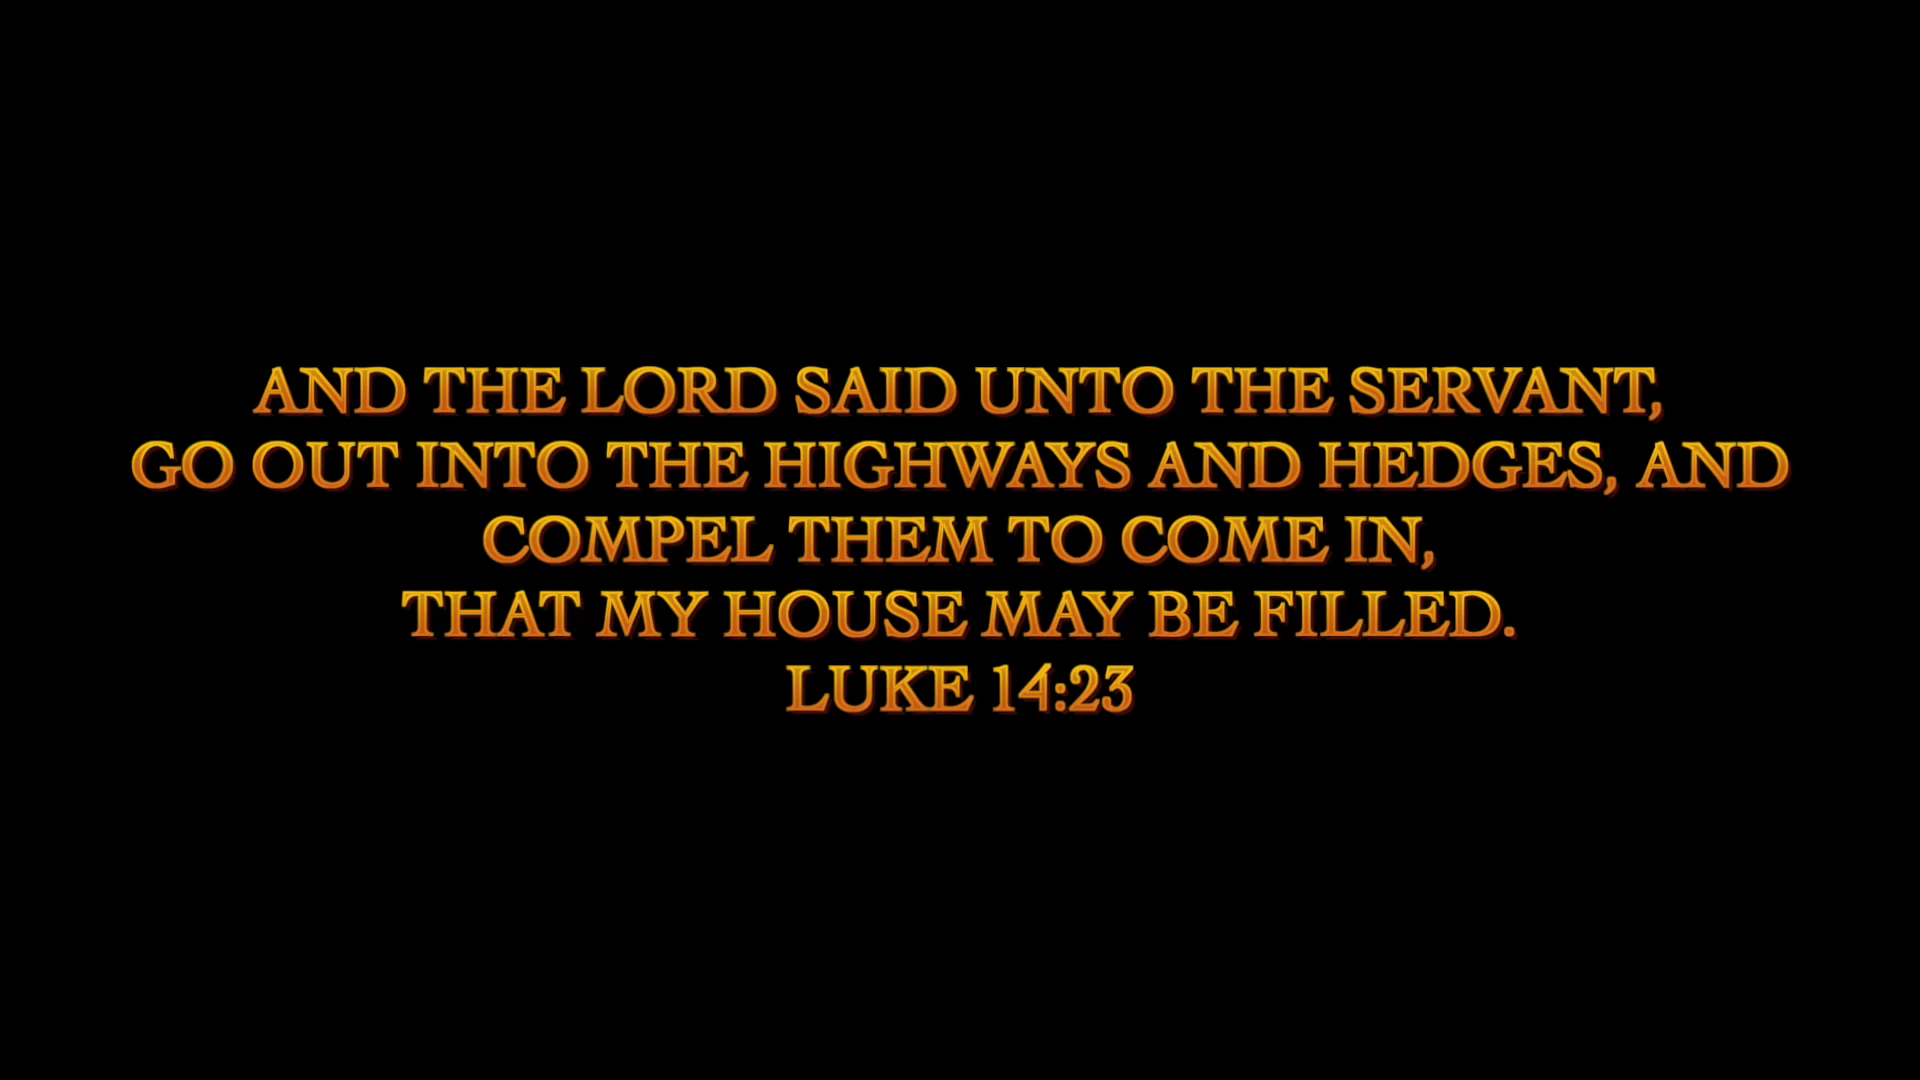 AND THE LORD SAID UNTO THE SERVANT,
GO OUT INTO THE HIGHWAYS AND HEDGES, AND
COMPEL THEM TO COME IN,
THAT MY HOUSE MAY BE FILLED.
LUKE 14:23